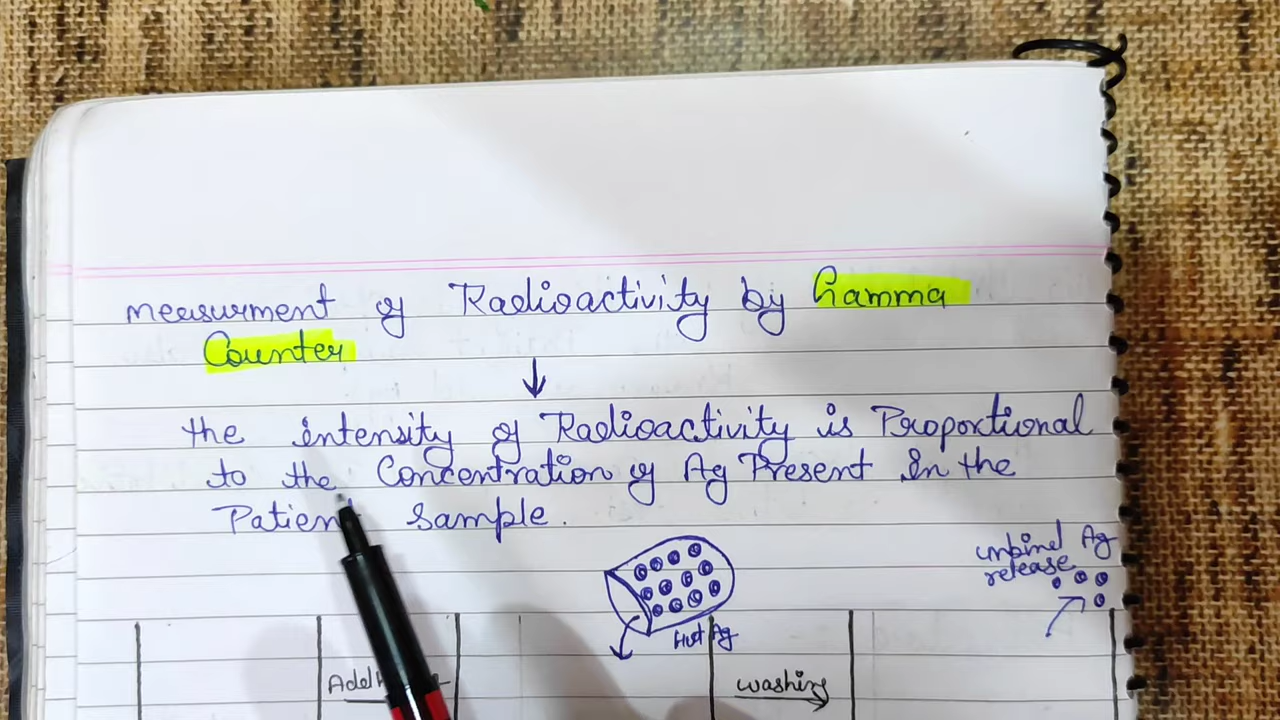 measurment of Radioactivity by Gamma
Counter
the intensity of Radioactivity is Proportional
to the Concentration of Ag Present in the
Patient sample.
unbind Ag
release
Hot Ag
washing